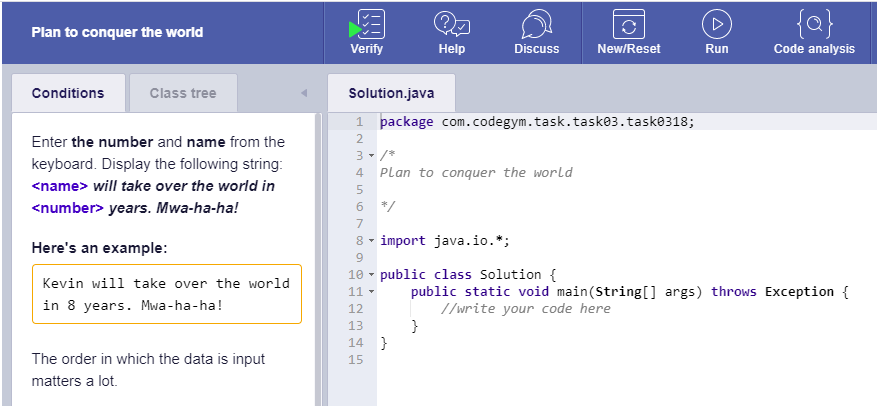 Plan to conquer the world
Verify
Help
Discuss
New/Reset
Run
Code analysis
Conditions
Class tree
Enter the number and name from the
keyboard. Display the following string:
<name> will take over the world in
<number> years. Mwa-ha-ha!
Here's an example:
Kevin will take over the world
in 8 years. Mwa-ha-ha!
The order in which the data is input
matters a lot.
Solution.java
1 package com.codegym.task.task03.task0318;
2
3 /*
4 Plan to conquer the world
5
6 */
7
8 import java.io.*;
9
10 public class Solution {
11     public static void main(String[] args) throws Exception {
12         //write your code here
13     }
14 }
15